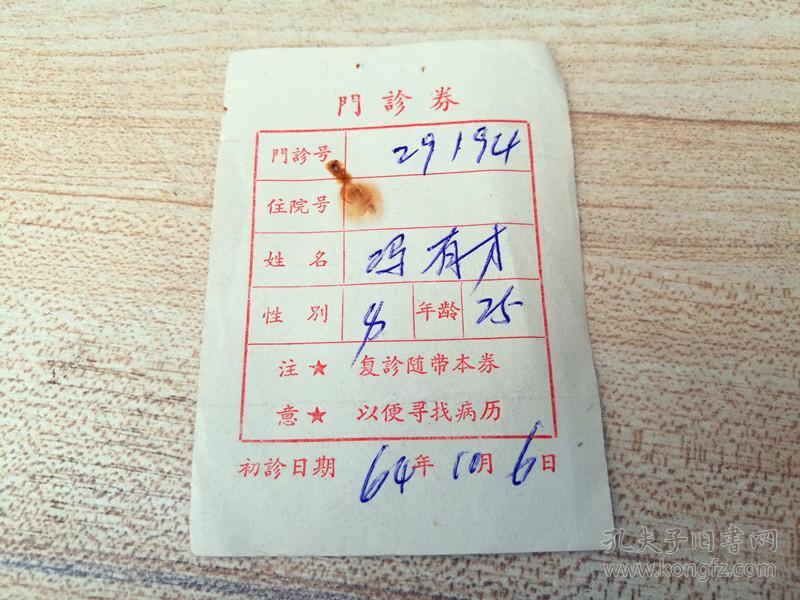 門診券
門診号 29194
住院号
姓名 冯有才
性別 男 年龄 25
注★ 复診随带本券
意★ 以便寻找病历
初診日期 64年10月6日
孔夫子旧书网
www.kongfz.com